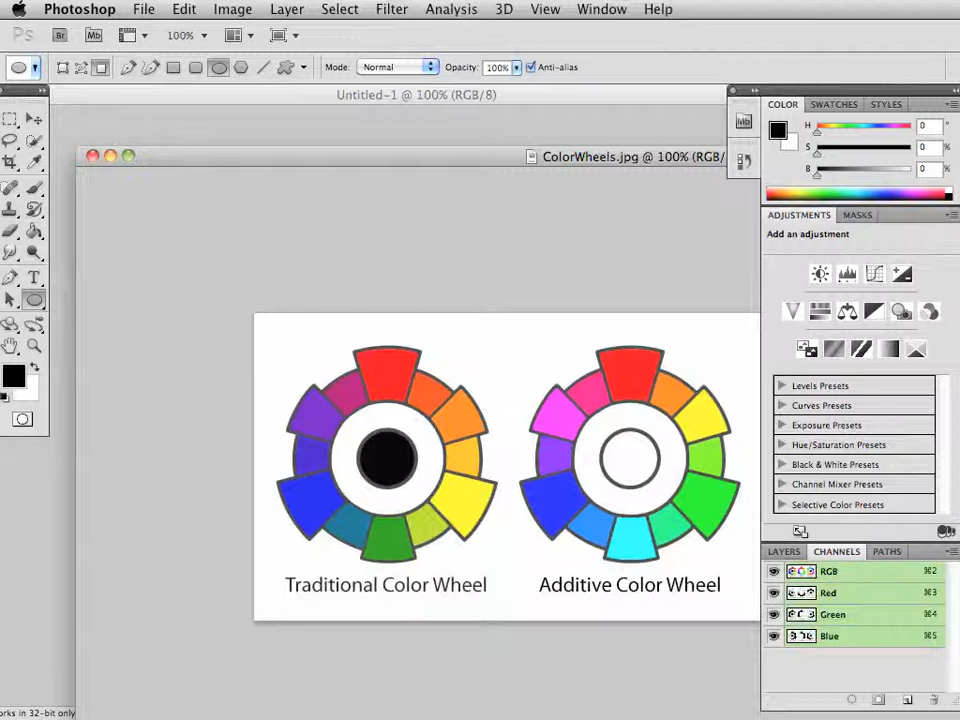 Photoshop File Edit Image Layer Select Filter Analysis 3D View Window Help
Ps Br Mb 100%
Mode: Normal Opacity: 100% Anti-alias
Untitled-1 @ 100% (RGB/8)
ColorWheels.jpg @ 100% (RGB/
Mb
COLOR SWATCHES STYLES
H 0 °
S 0 %
B 0 %
ADJUSTMENTS MASKS
Add an adjustment
Levels Presets
Curves Presets
Exposure Presets
Hue/Saturation Presets
Black & White Presets
Channel Mixer Presets
Selective Color Presets
LAYERS CHANNELS PATHS
RGB ⌘2
Red ⌘3
Green ⌘4
Blue ⌘5
T
Traditional Color Wheel
Additive Color Wheel
orks in 32-bit only